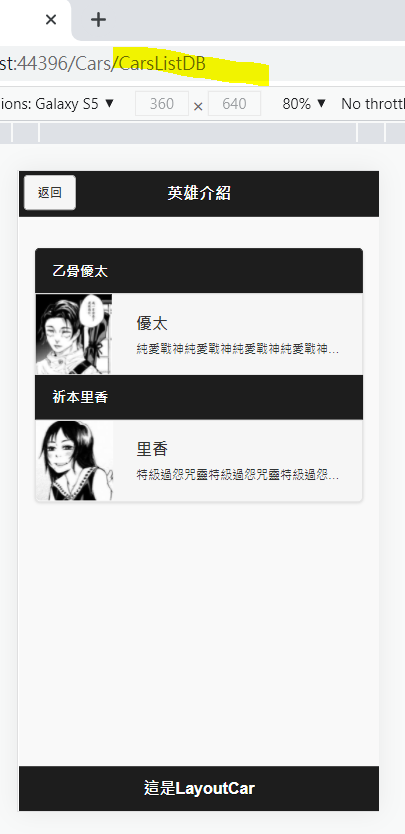 st:44396/Cars/CarsListDB
ions: Galaxy S5 ▼ 360 × 640 80% ▼ No thrott
返回 英雄介紹
乙骨優太
優太
純愛戰神純愛戰神純愛戰神純愛戰神...
祈本里香
里香
特級過怨咒靈特級過怨咒靈特級過怨...
這是LayoutCar